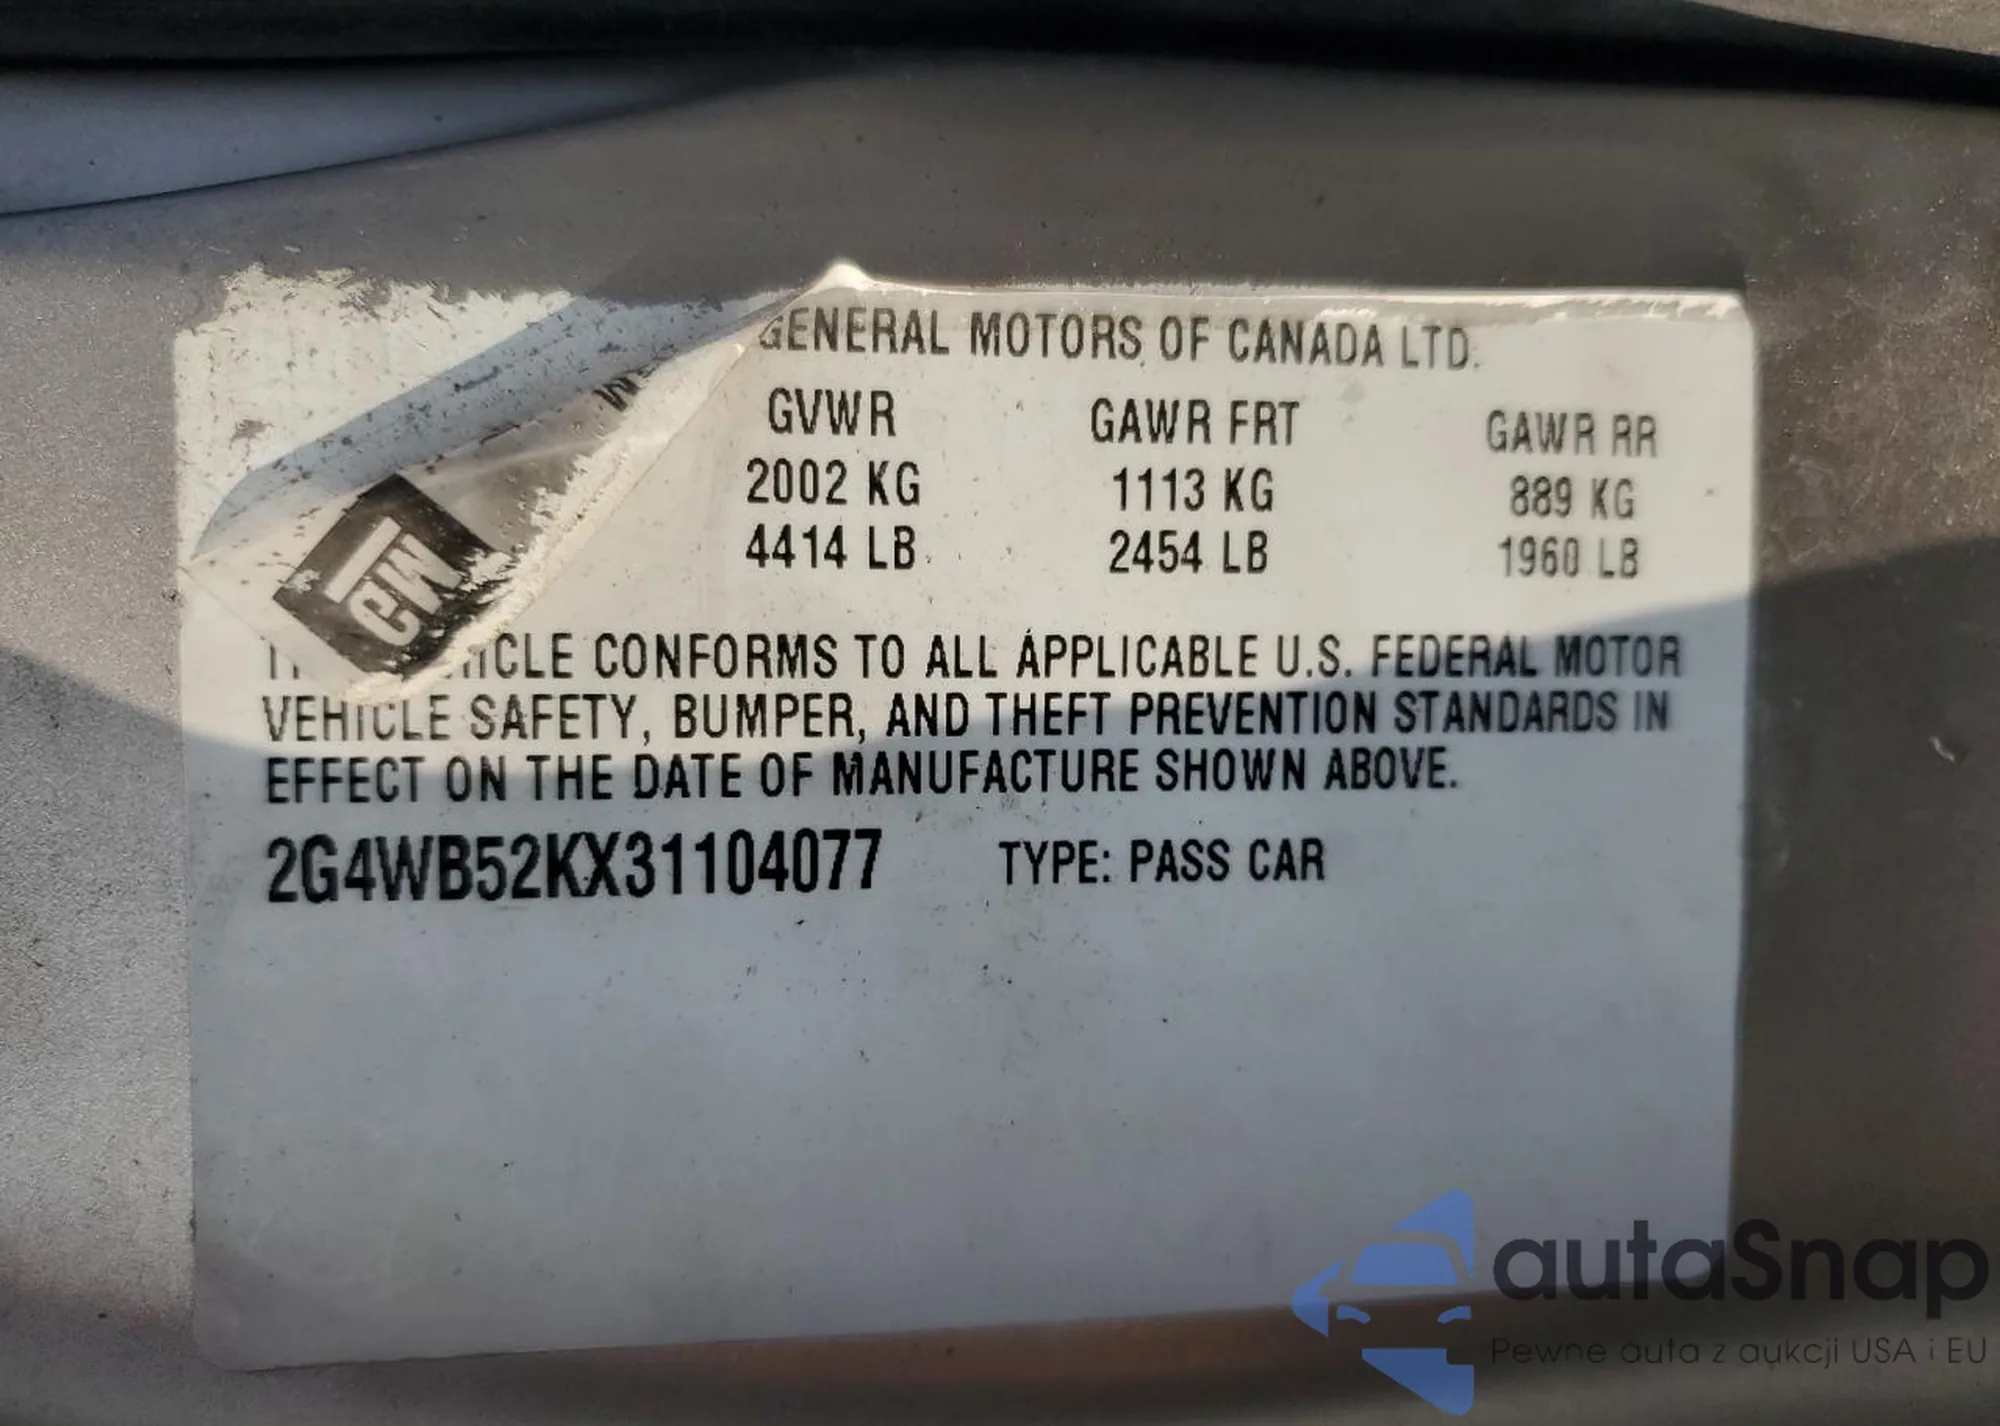 GENERAL MOTORS OF CANADA LTD.
GVWR GAWR FRT GAWR RR
2002 KG 1113 KG 889 KG
4414 LB 2454 LB 1960 LB
GM
CONFORMS TO ALL APPLICABLE U.S. FEDERAL MOTOR
VEHICLE SAFETY, BUMPER, AND THEFT PREVENTION STANDARDS IN
EFFECT ON THE DATE OF MANUFACTURE SHOWN ABOVE.
2G4WB52KX31104077 TYPE: PASS CAR
autaSnap
Pewne auta z aukcji USA i EU